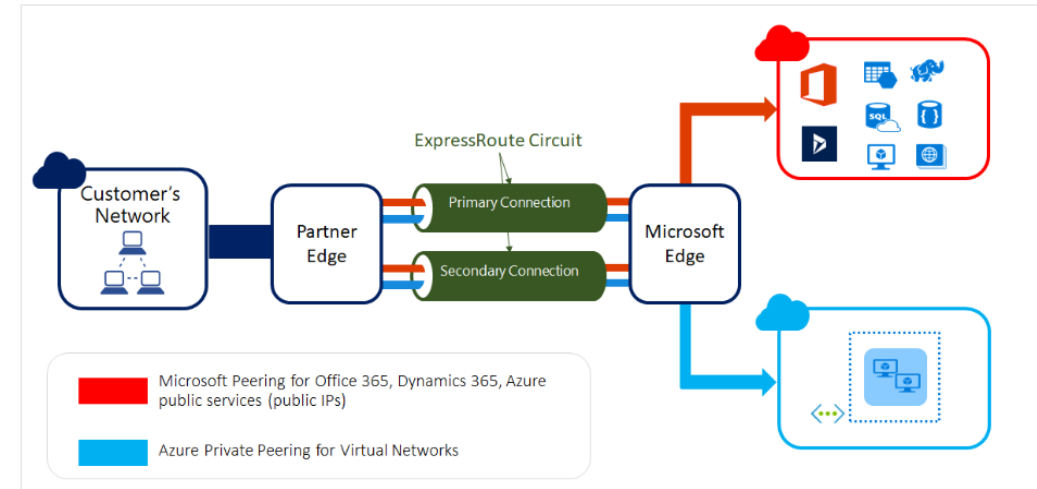 ExpressRoute Circuit
Customer's
Network
Partner
Edge
Primary Connection
Secondary Connection
Microsoft
Edge
SQL
Microsoft Peering for Office 365, Dynamics 365, Azure
public services (public IPs)
Azure Private Peering for Virtual Networks